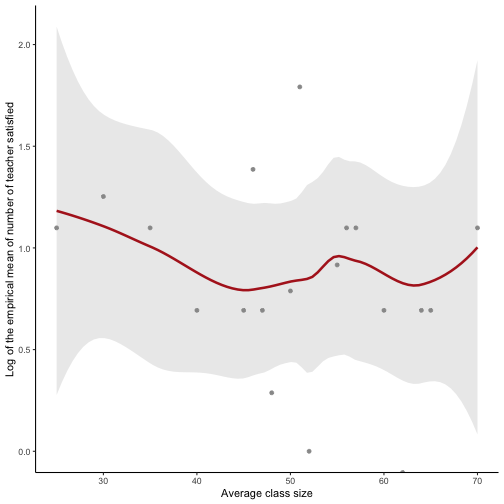 Log of the empirical mean of number of teacher satisfied
2.0
1.5
1.0
0.5
0.0
30 40 50 60 70
Average class size